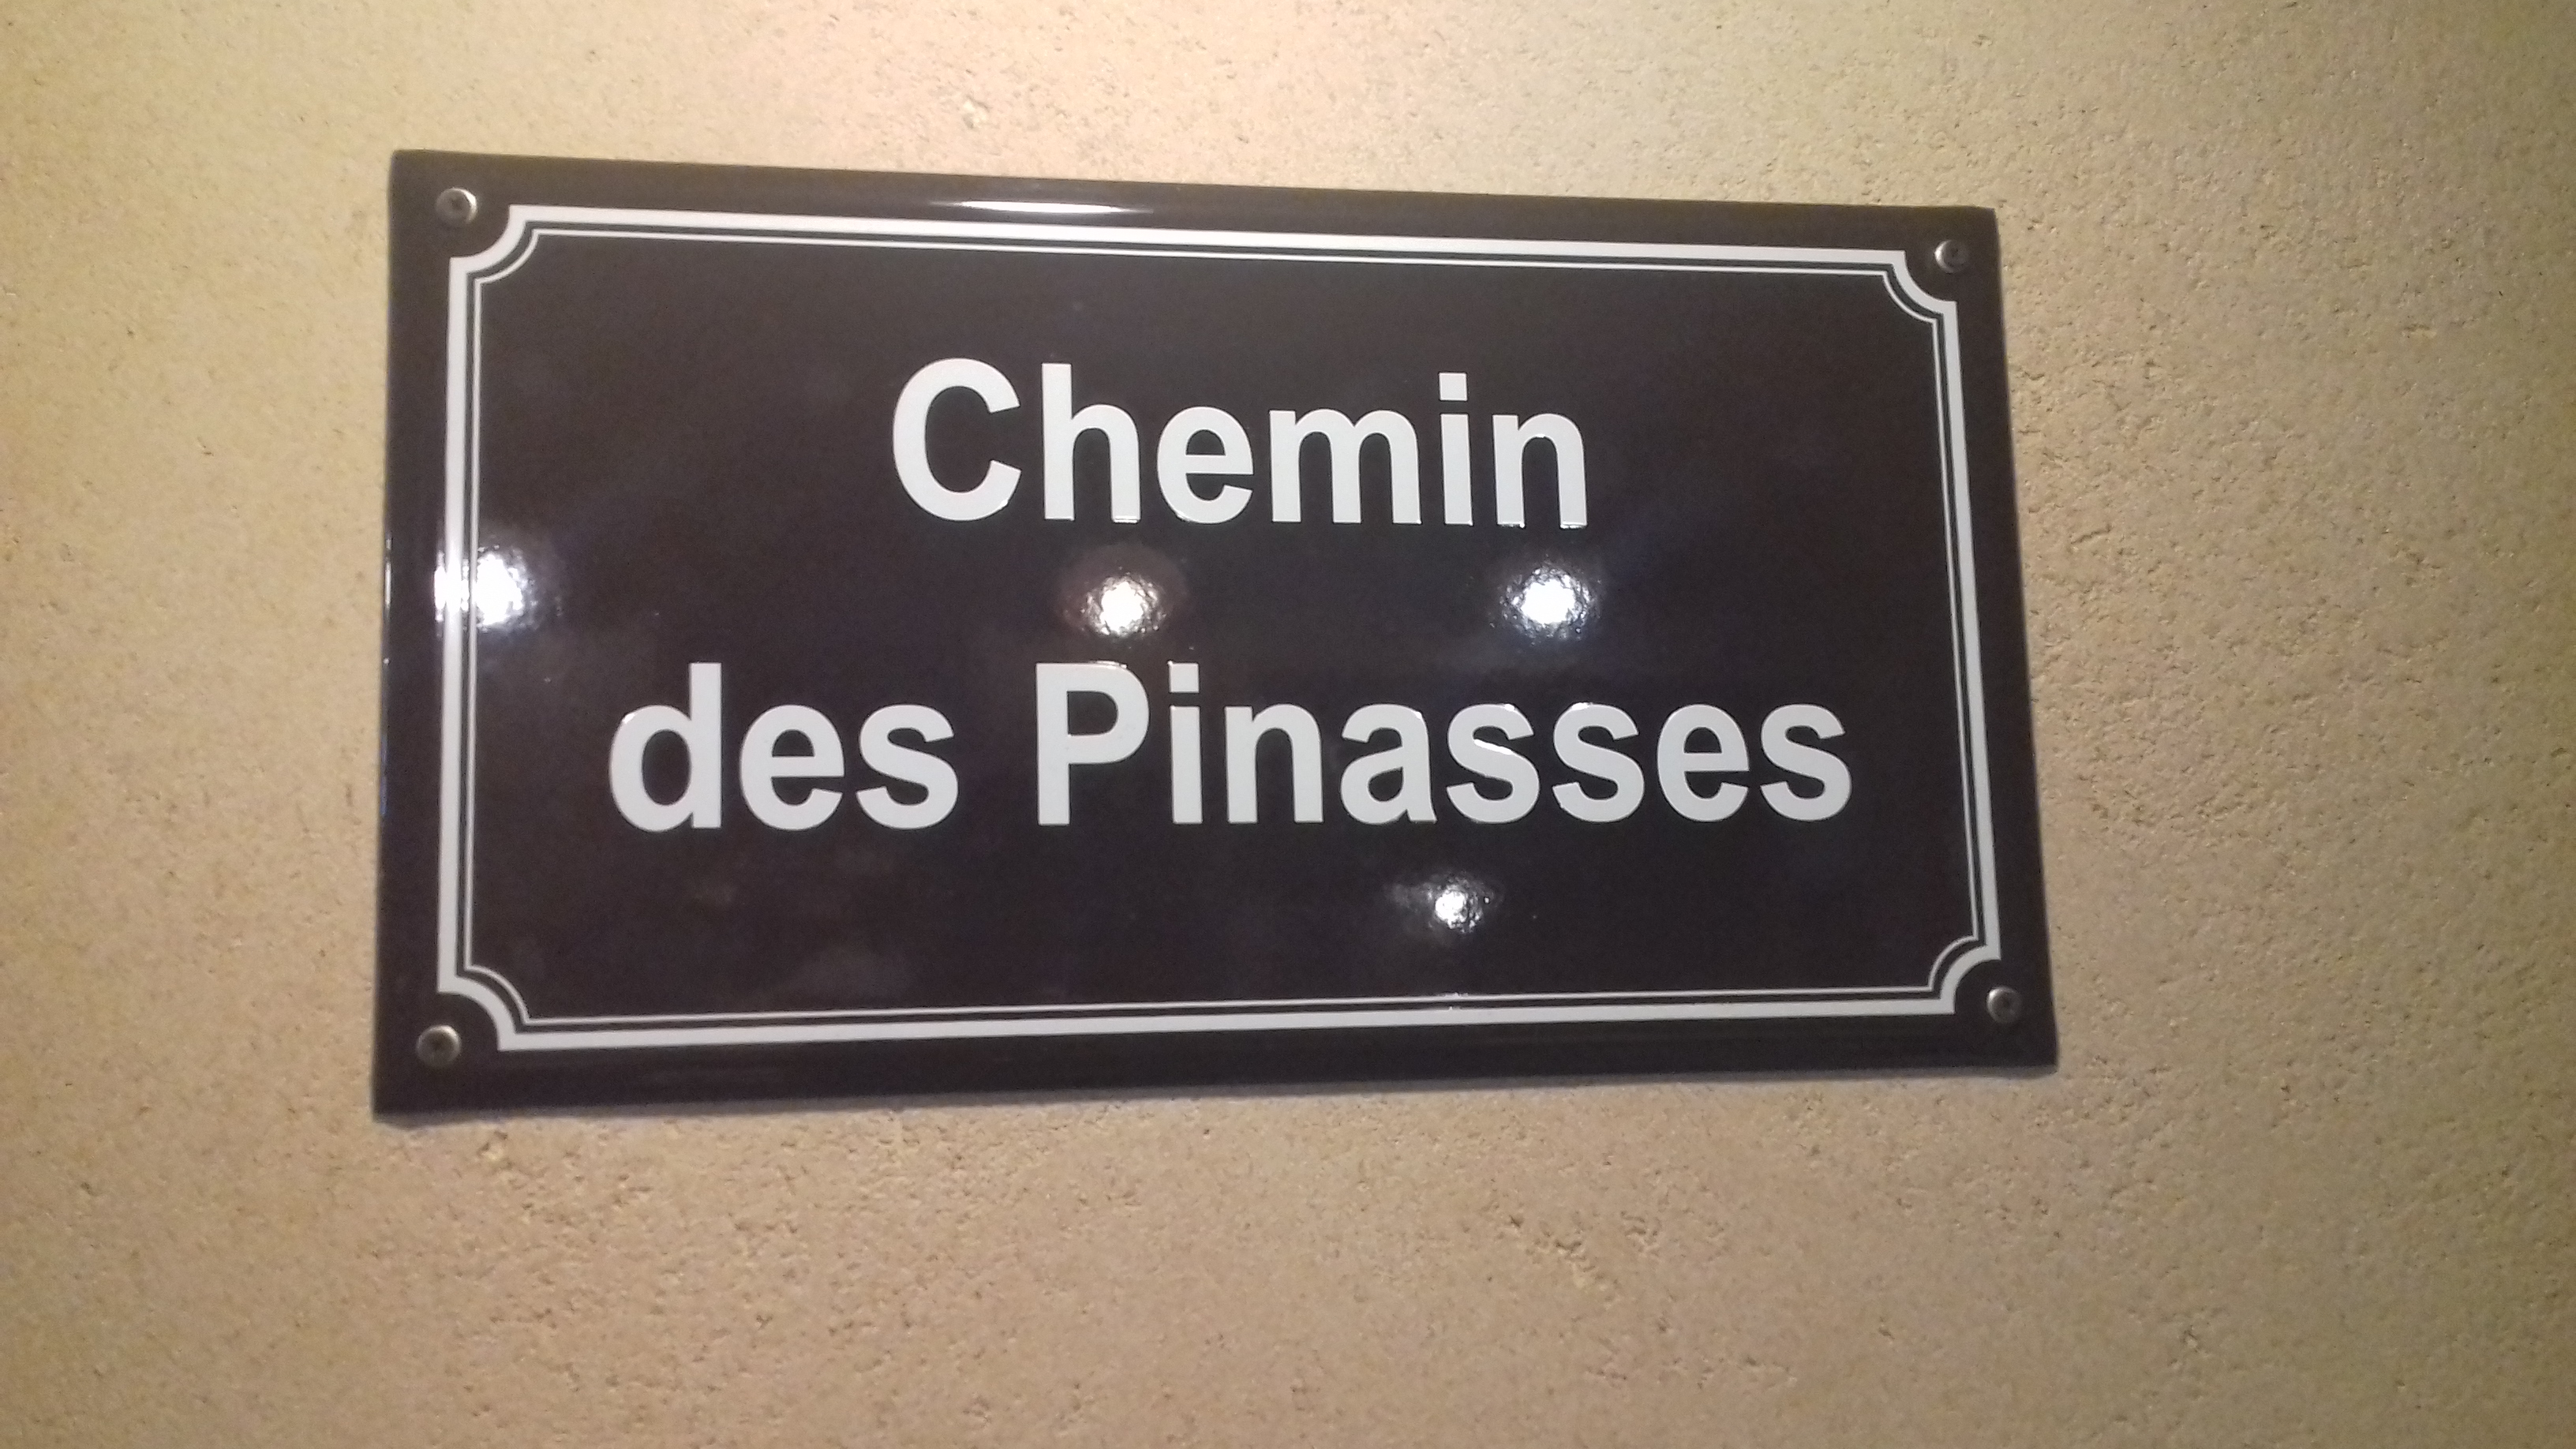 Chemin
des Pinasses